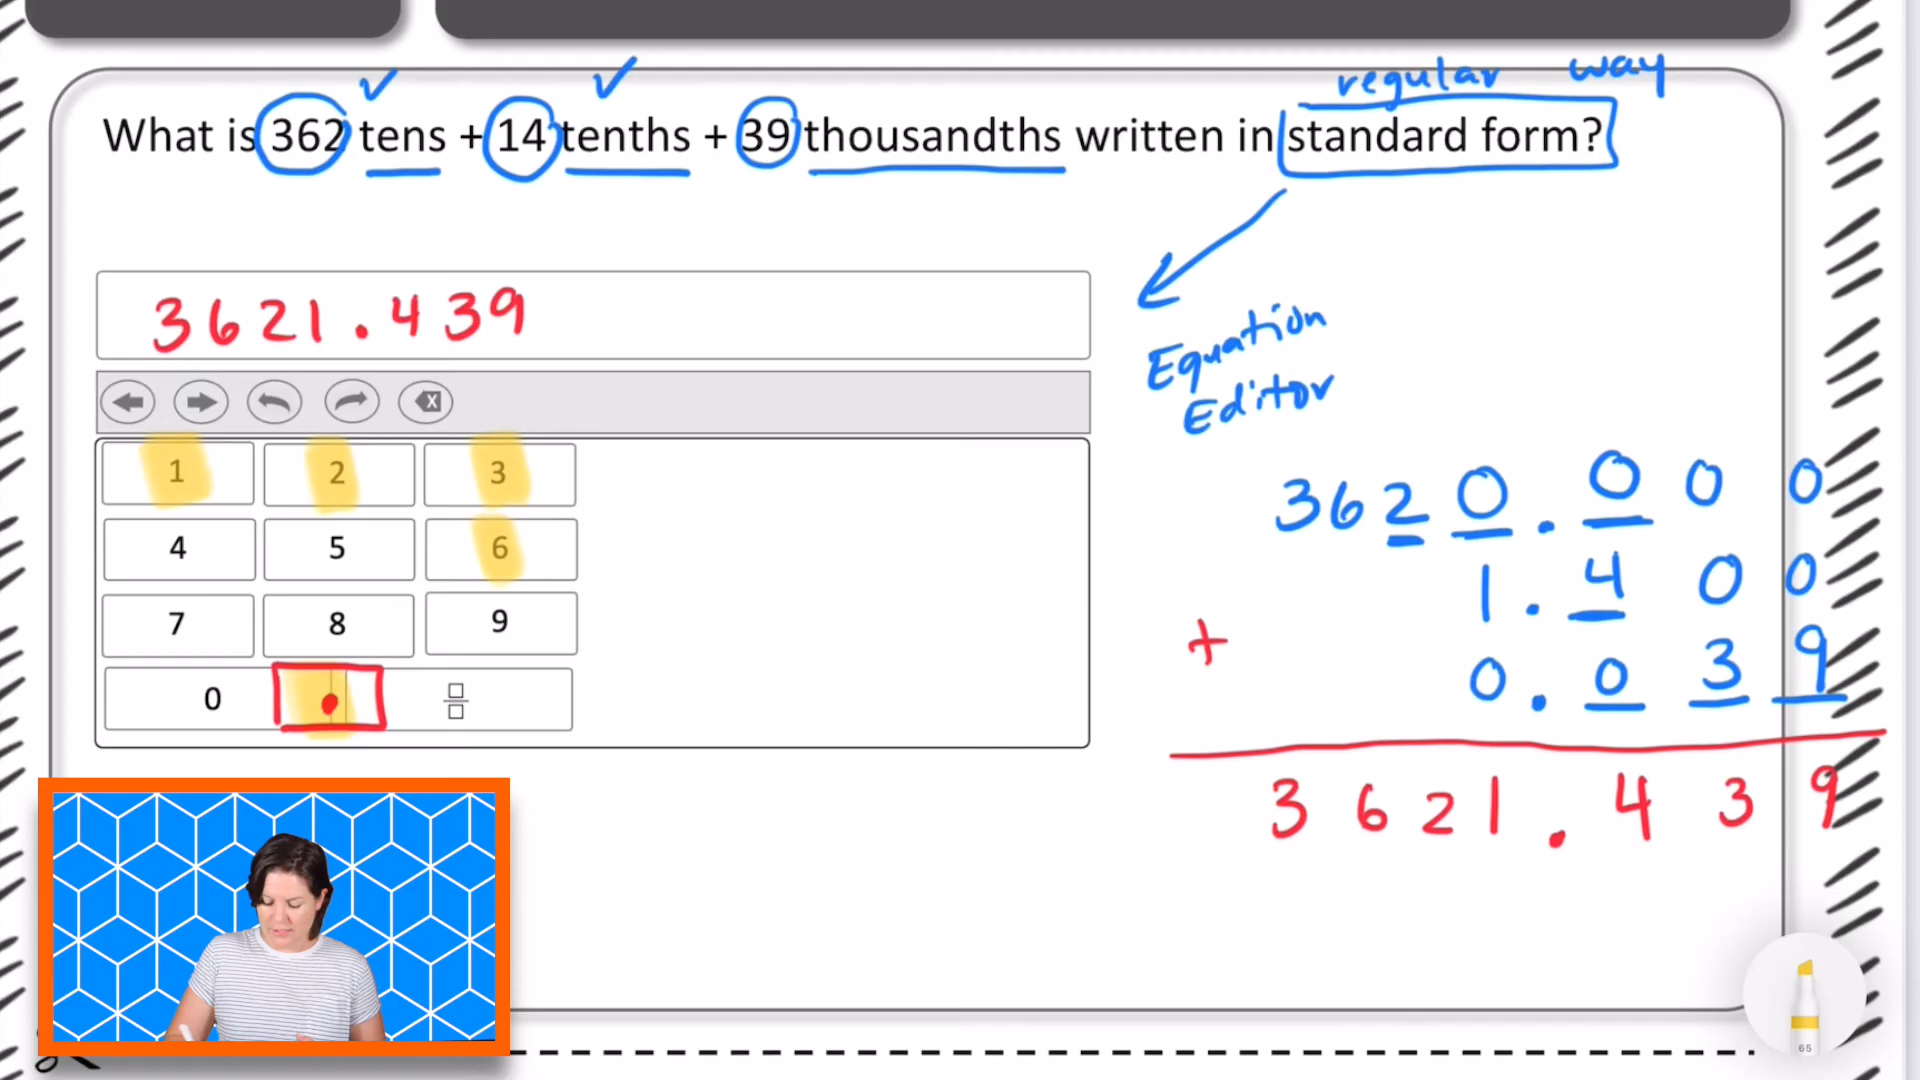 regular way
What is 362 tens + 14 tenths + 39 thousandths written in standard form?
3621.439
Equation
Editor
1 2 3
4 5 6
7 8 9
0 .
3620.000
1.400
+ 0.039
3621.439
65